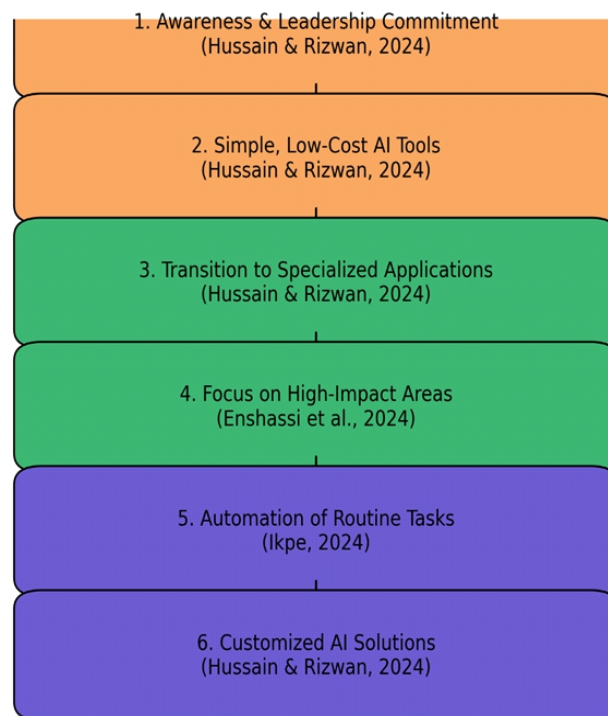 1. Awareness & Leadership Commitment
(Hussain & Rizwan, 2024)
2. Simple, Low-Cost AI Tools
(Hussain & Rizwan, 2024)
3. Transition to Specialized Applications
(Hussain & Rizwan, 2024)
4. Focus on High-Impact Areas
(Enshassi et al., 2024)
5. Automation of Routine Tasks
(Ikpe, 2024)
6. Customized AI Solutions
(Hussain & Rizwan, 2024)